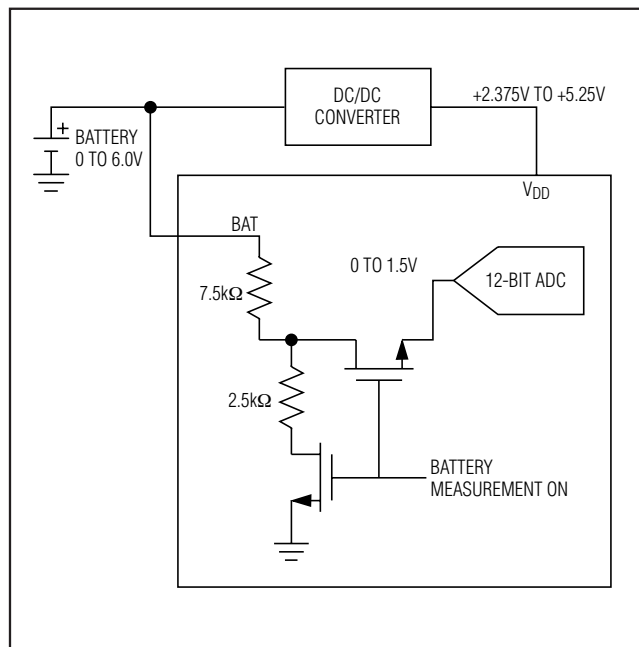 DC/DC
CONVERTER
+2.375V TO +5.25V
+
BATTERY
0 TO 6.0V
VDD
BAT
0 TO 1.5V
12-BIT ADC
7.5kΩ
2.5kΩ
BATTERY
MEASUREMENT ON